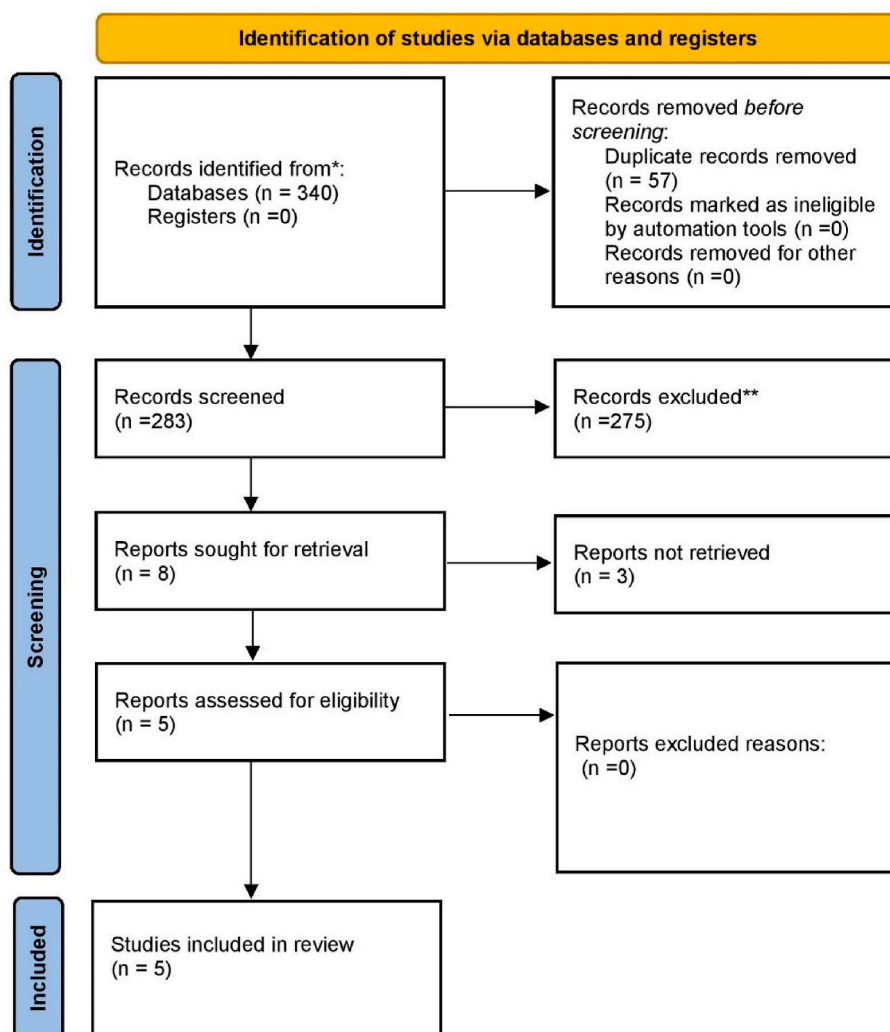 Identification of studies via databases and registers
Identification
Records identified from*:
Databases (n = 340)
Registers (n =0)
Records removed before
screening:
Duplicate records removed
(n = 57)
Records marked as ineligible
by automation tools (n =0)
Records removed for other
reasons (n =0)
Screening
Records screened
(n =283)
Records excluded**
(n =275)
Reports sought for retrieval
(n = 8)
Reports not retrieved
(n = 3)
Reports assessed for eligibility
(n = 5)
Reports excluded reasons:
(n =0)
Included
Studies included in review
(n = 5)